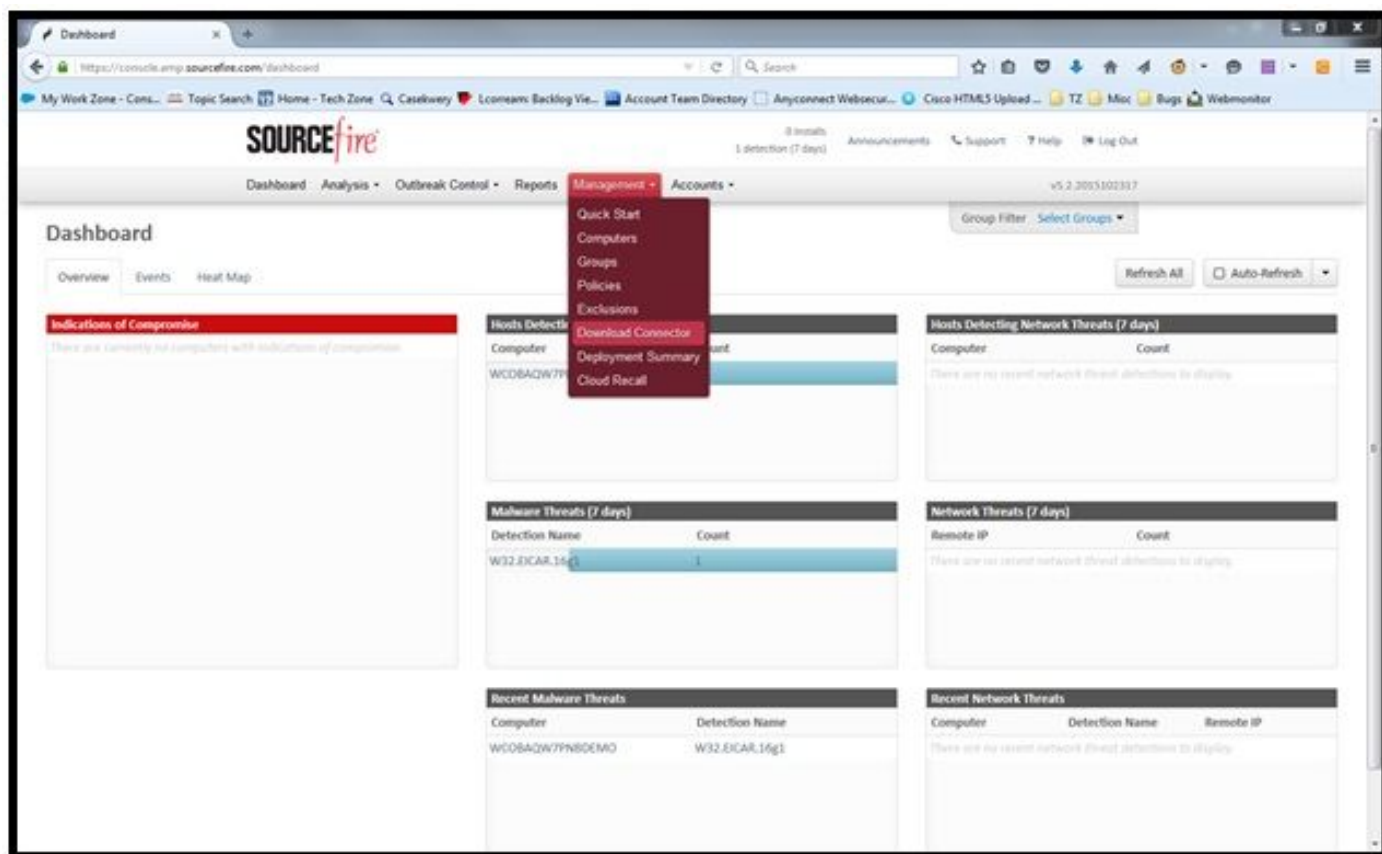 Dashboard
https://console.amp.sourcefire.com/dashboard
Search
My Work Zone - Cons... Topic Search Home - Tech Zone Casekwery Lcorream: Backlog Vie... Account Team Directory Anyconnect Websecur... Cisco HTML5 Upload ... TZ Misc Bugs Webmonitor
SOURCEfire
0 installs
1 detection (7 days)
Announcements Support ? Help Log Out
Dashboard Analysis Outbreak Control Reports Management Accounts
v5.2.2015102317
Quick Start
Computers
Groups
Policies
Exclusions
Download Connector
Deployment Summary
Cloud Recall
Group Filter Select Groups
Dashboard
Overview Events Heat Map
Refresh All Auto-Refresh
Indications of Compromise
There are currently no computers with indications of compromise
Hosts Detectin
Computer unt
WCOBAQW7P
Hosts Detecting Network Threats (7 days)
Computer Count
There are no recent network threat detections to display.
Malware Threats (7 days)
Detection Name Count
W32.EICAR.16g1 1
Network Threats (7 days)
Remote IP Count
There are no recent network threat detections to display.
Recent Malware Threats
Computer Detection Name
WCOBAQW7PNBDEMO W32.EICAR.16g1
Recent Network Threats
Computer Detection Name Remote IP
There are no recent network threat detections to display.